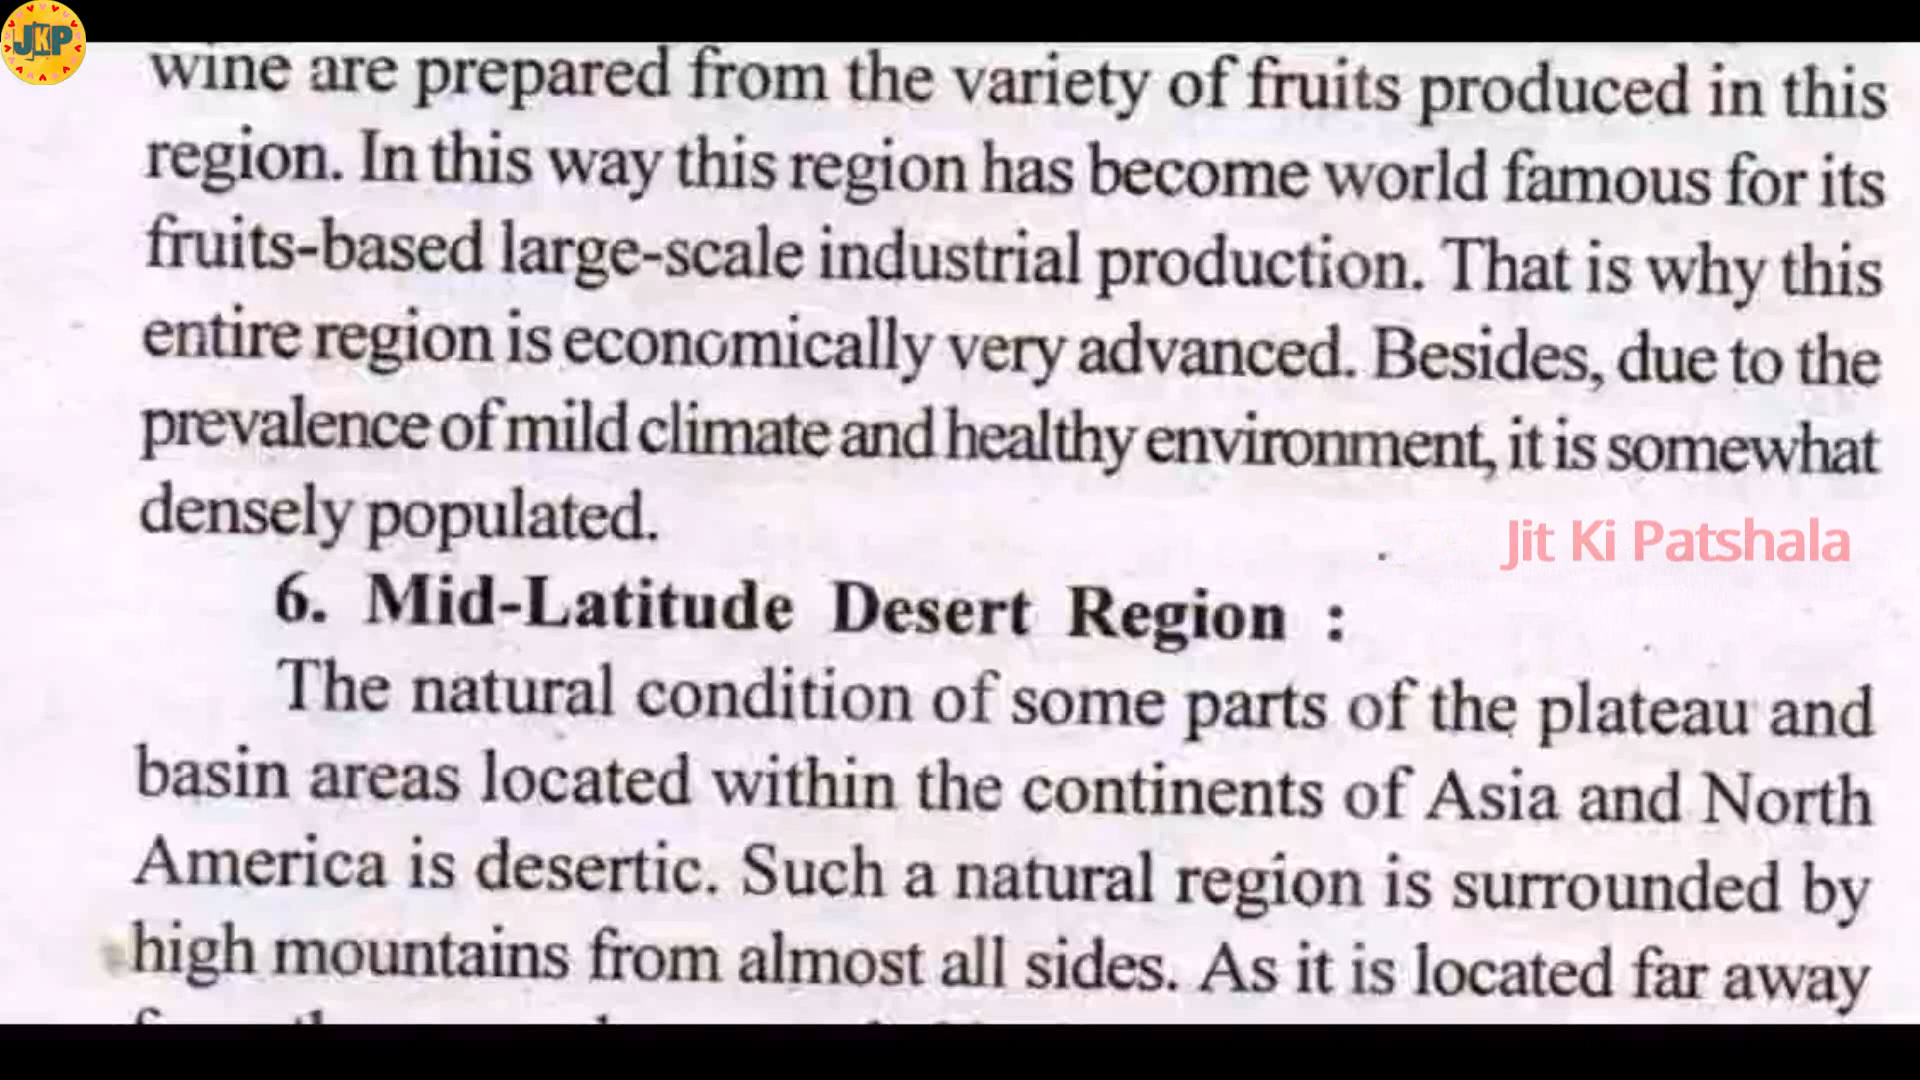 JKP
wine are prepared from the variety of fruits produced in this
region. In this way this region has become world famous for its
fruits-based large-scale industrial production. That is why this
entire region is economically very advanced. Besides, due to the
prevalence of mild climate and healthy environment, it is somewhat
densely populated.
Jit Ki Patshala
6. Mid-Latitude Desert Region :
The natural condition of some parts of the plateau and
basin areas located within the continents of Asia and North
America is desertic. Such a natural region is surrounded by
high mountains from almost all sides. As it is located far away